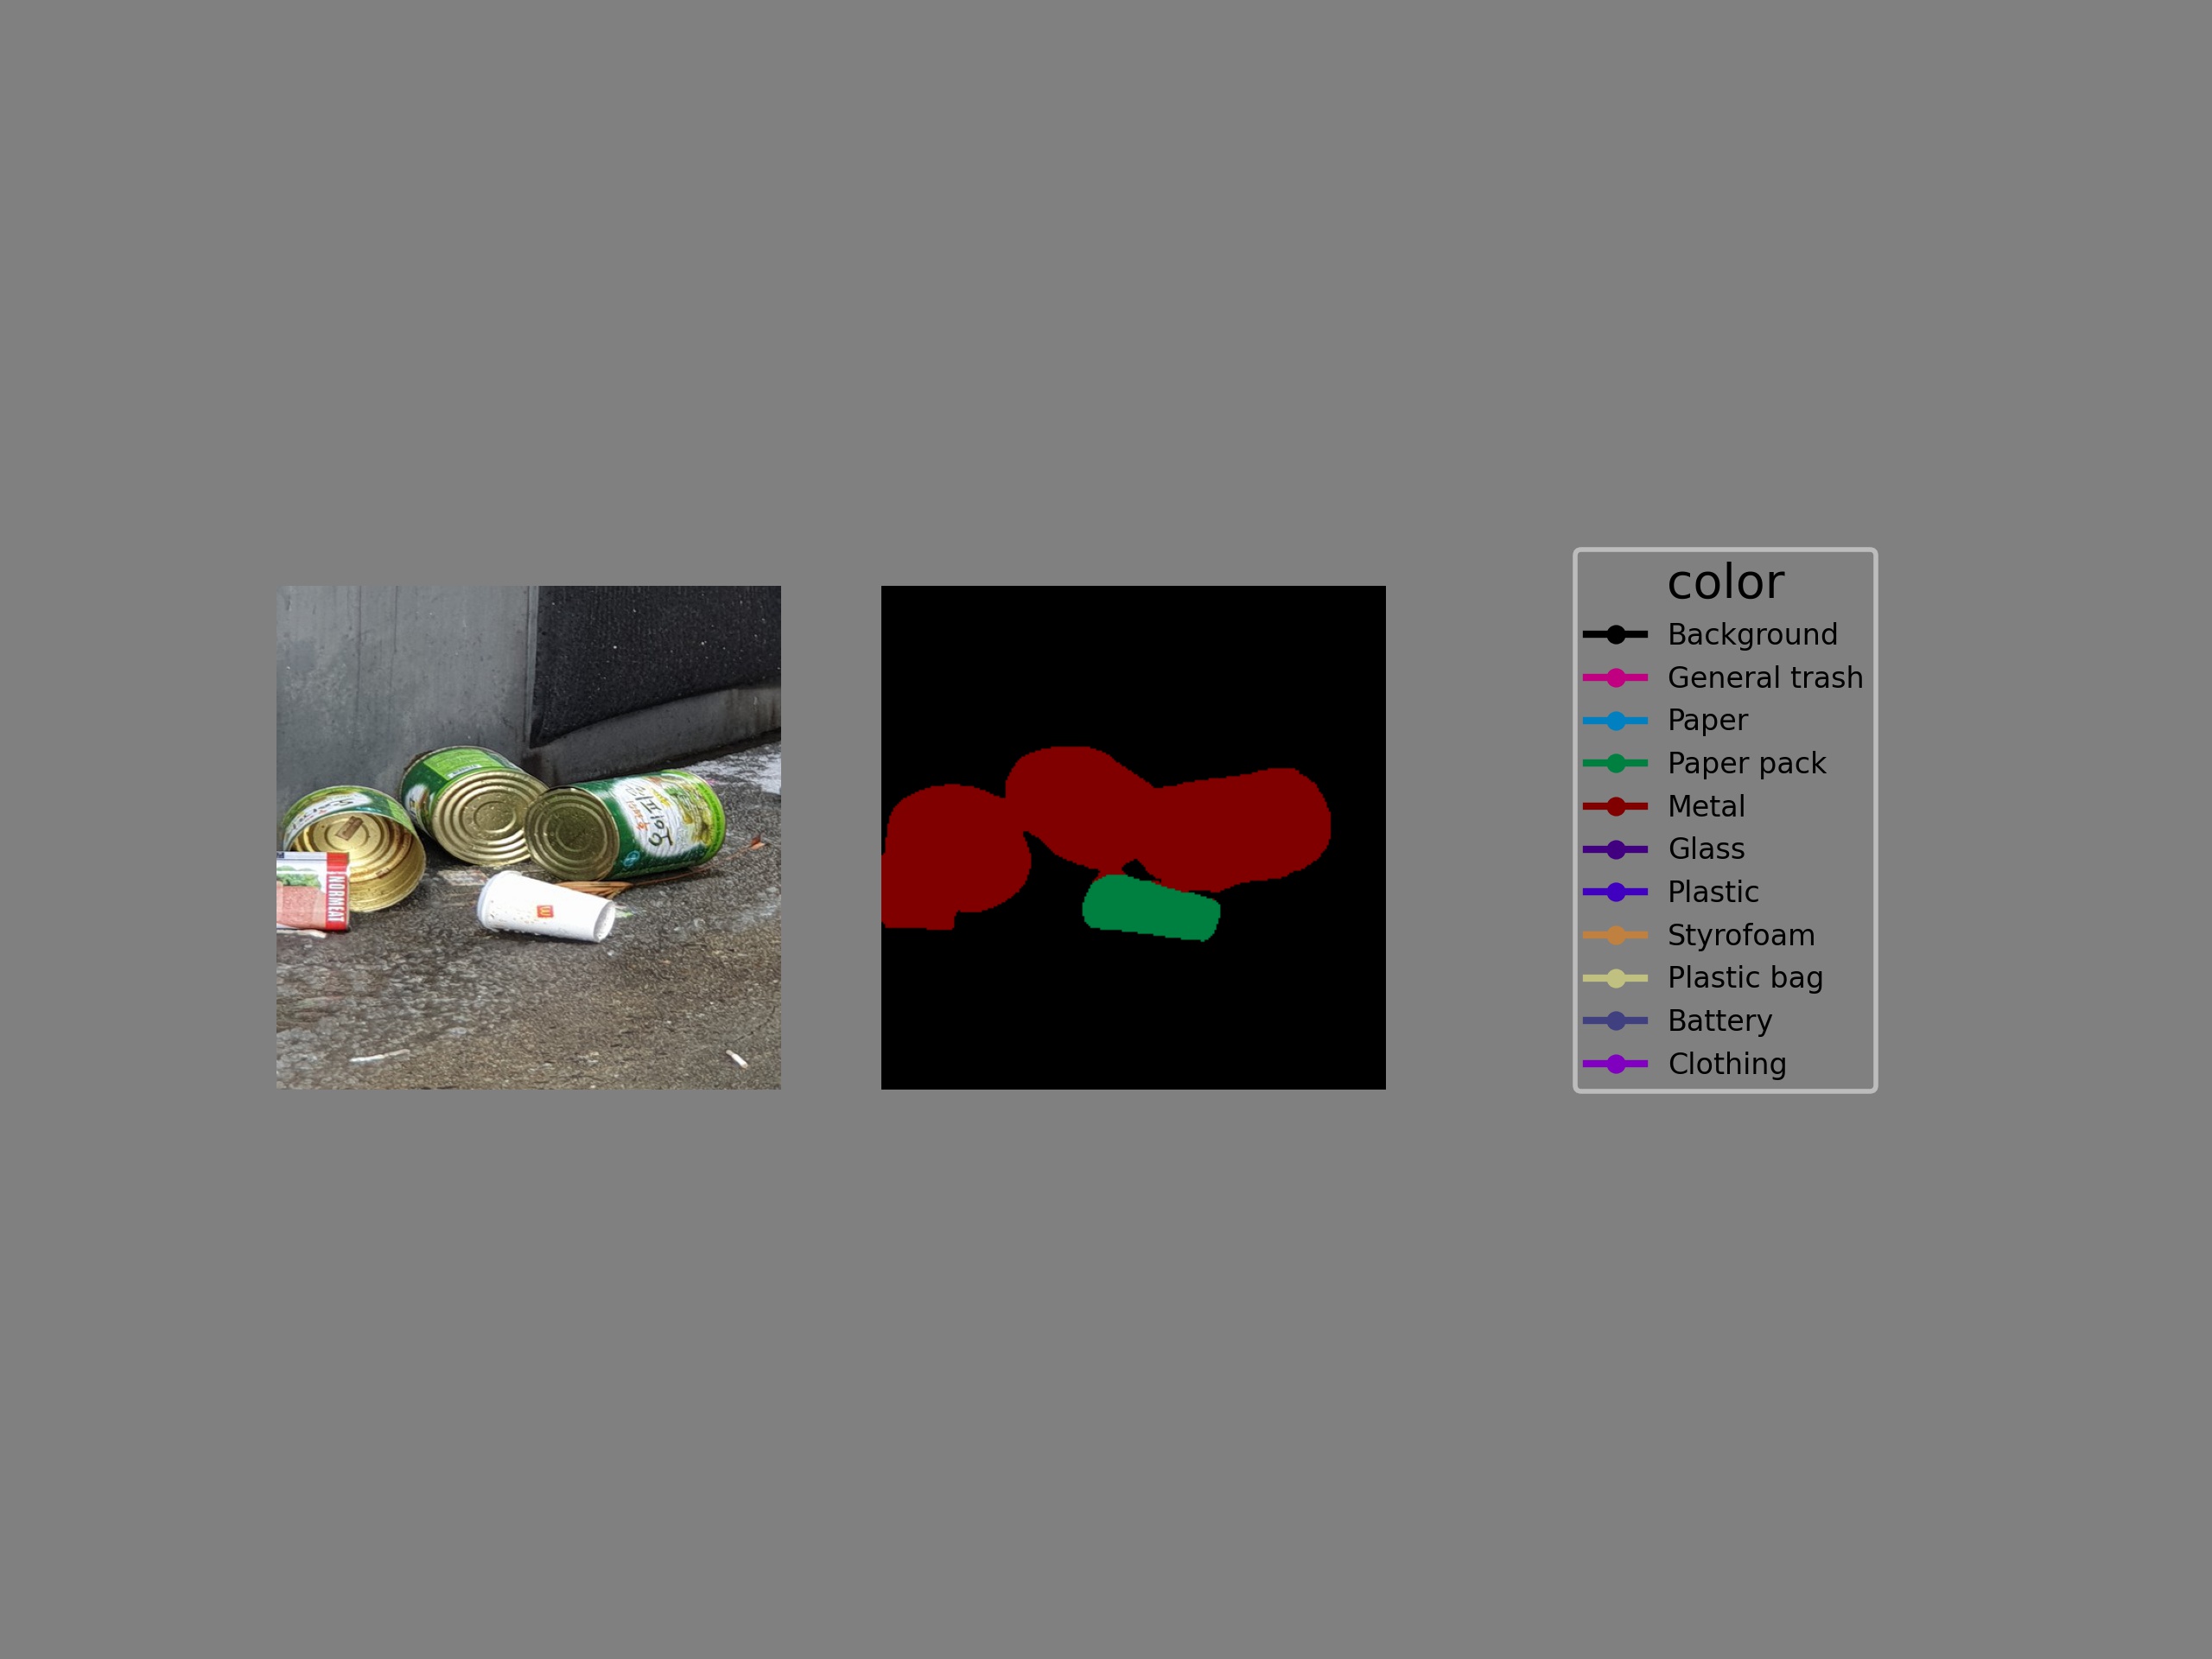 NORMEAT
color
Background
General trash
Paper
Paper pack
Metal
Glass
Plastic
Styrofoam
Plastic bag
Battery
Clothing